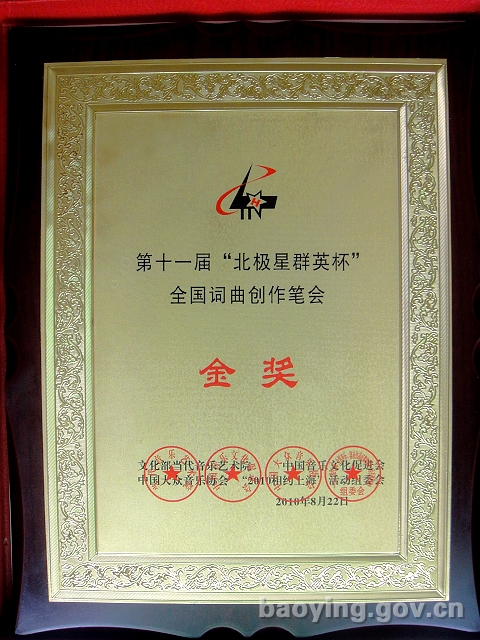 第十一届“北极星群英杯”
全国词曲创作笔会
金奖
文化部当代音乐艺术院 中国音乐文化促进会
中国大众音乐协会 “2010相约上海”活动组委会
组委会
2010年8月22日
baoying.gov.cn